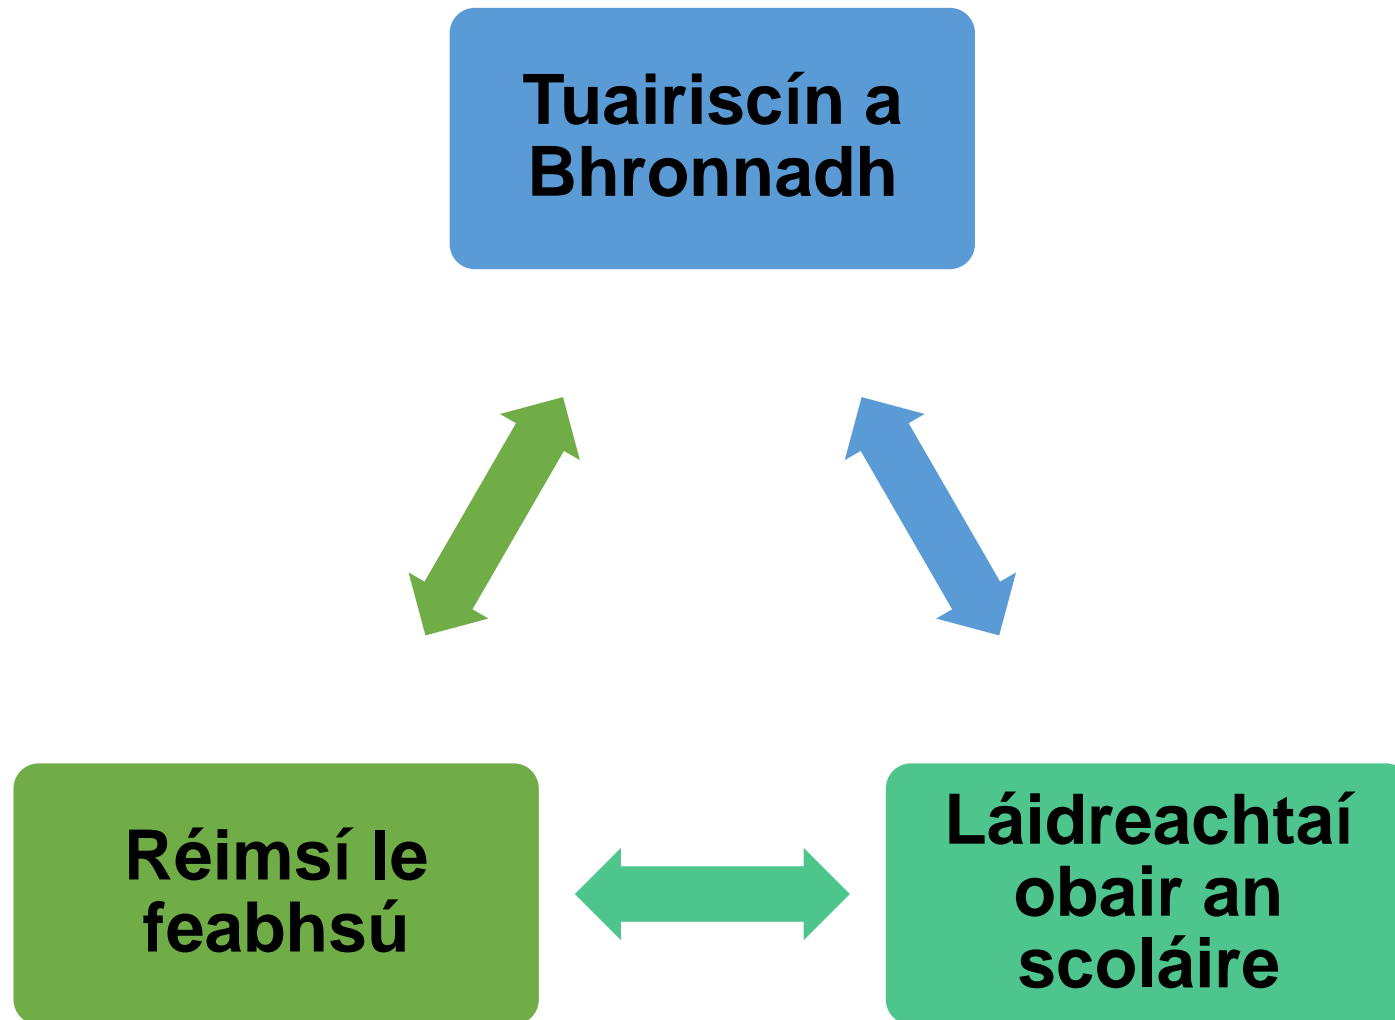 Tuairiscín a
Bhronnadh
Réimsí le
feabhsú
Láidreachtaí
obair an
scoláire